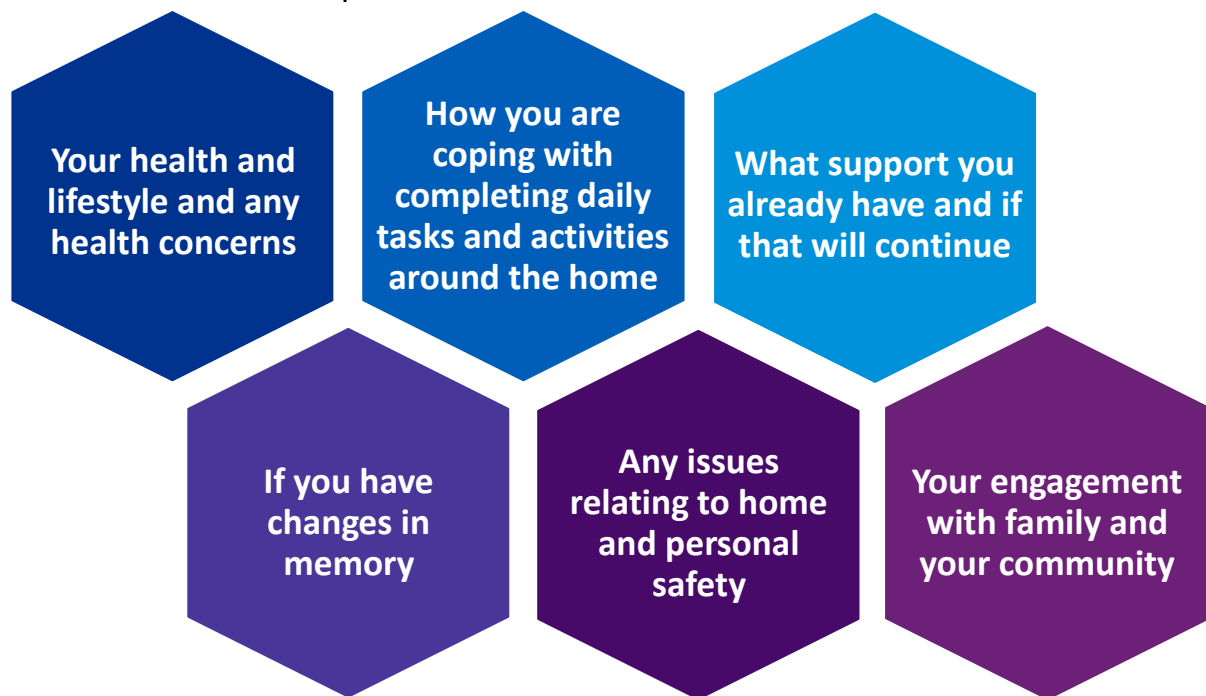 Your health and
lifestyle and any
health concerns
How you are
coping with
completing daily
tasks and activities
around the home
What support you
already have and if
that will continue
If you have
changes in
memory
Any issues
relating to home
and personal
safety
Your engagement
with family and
your community